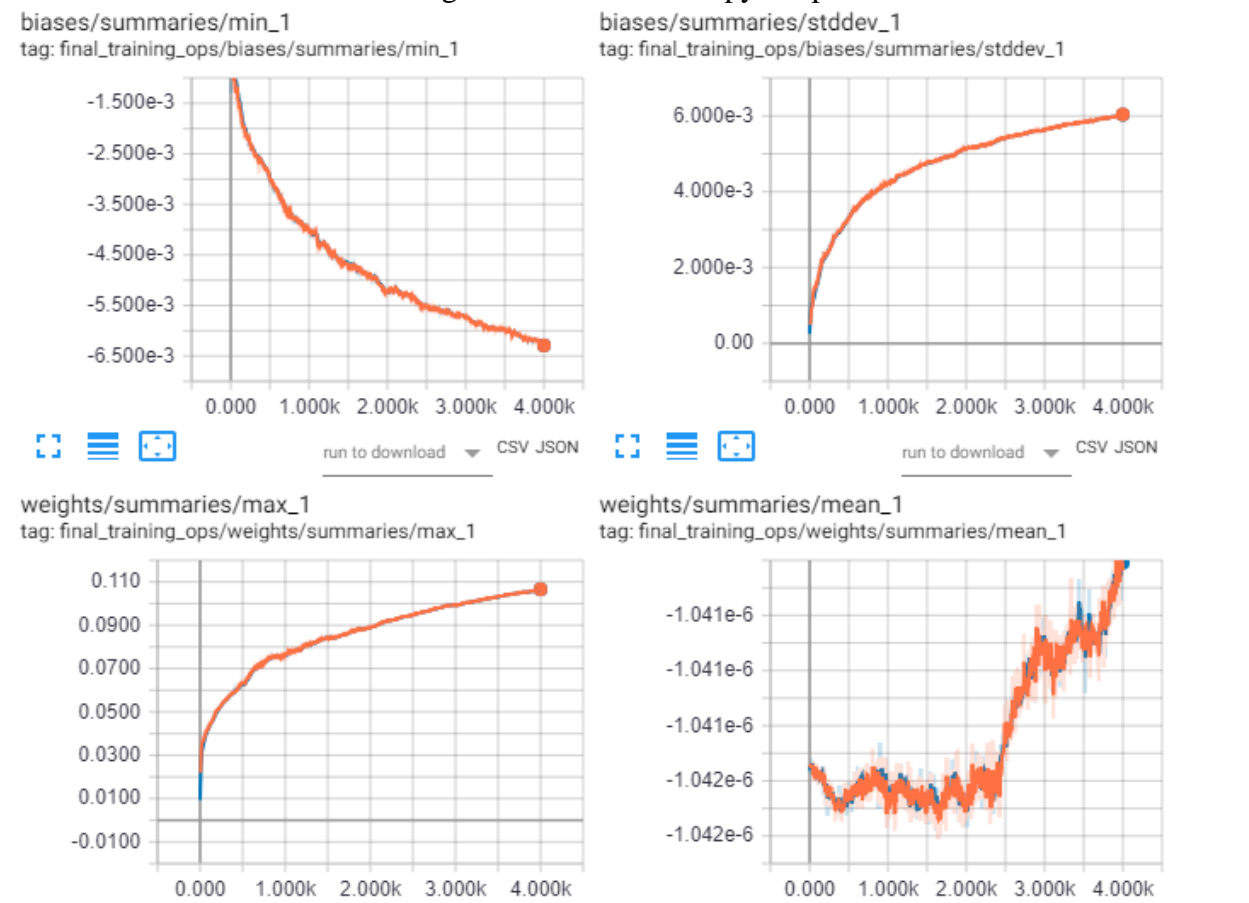 biases/summaries/min_1
tag: final_training_ops/biases/summaries/min_1
-1.500e-3
-2.500e-3
-3.500e-3
-4.500e-3
-5.500e-3
-6.500e-3
0.000 1.000k 2.000k 3.000k 4.000k
run to download CSV JSON
biases/summaries/stddev_1
tag: final_training_ops/biases/summaries/stddev_1
6.000e-3
4.000e-3
2.000e-3
0.00
0.000 1.000k 2.000k 3.000k 4.000k
run to download CSV JSON
weights/summaries/max_1
tag: final_training_ops/weights/summaries/max_1
0.110
0.0900
0.0700
0.0500
0.0300
0.0100
-0.0100
0.000 1.000k 2.000k 3.000k 4.000k
weights/summaries/mean_1
tag: final_training_ops/weights/summaries/mean_1
-1.041e-6
-1.041e-6
-1.041e-6
-1.042e-6
-1.042e-6
0.000 1.000k 2.000k 3.000k 4.000k